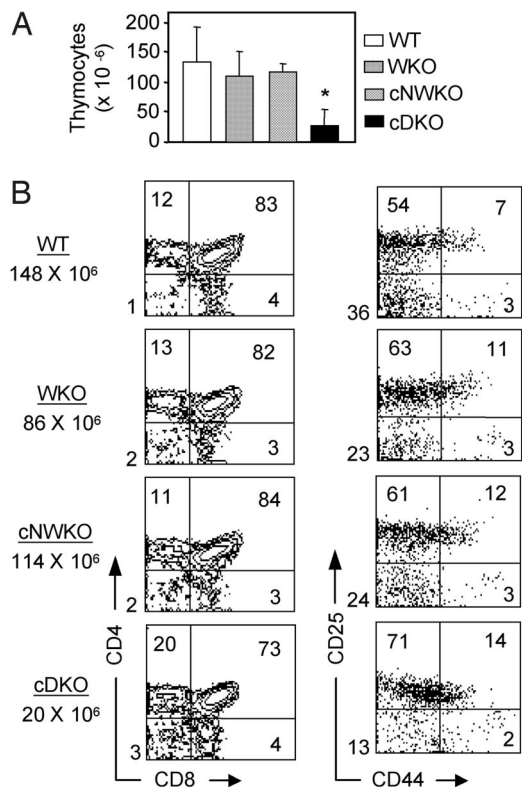 A
Thymocytes
(x 10 -6)
200
150
100
50
0
*
WT
WKO
cNWKO
cDKO
B
WT
148 X 10⁶
12 83
1 4
54 7
36 3
WKO
86 X 10⁶
13 82
2 3
63 11
23 3
cNWKO
114 X 10⁶
11 84
2 3
61 12
24 3
cDKO
20 X 10⁶
20 73
3 4
71 14
13 2
CD4
CD8
CD25
CD44